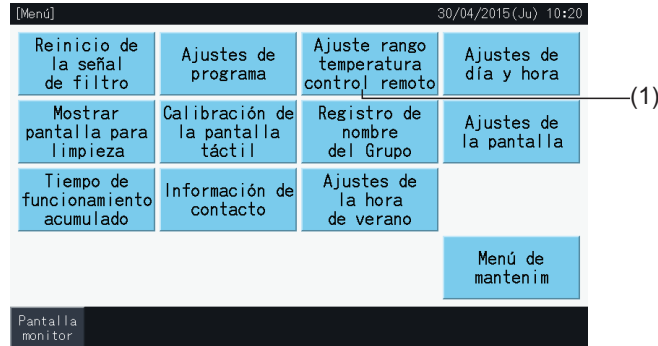 [Menú] 30/04/2015(Ju) 10:20
Reinicio de
la señal
de filtro
Ajustes de
programa
Ajuste rango
temperatura
control remoto
Ajustes de
día y hora
(1)
Mostrar
pantalla para
limpieza
Calibración de
la pantalla
táctil
Registro de
nombre
del Grupo
Ajustes de
la pantalla
Tiempo de
funcionamiento
acumulado
Información de
contacto
Ajustes de
la hora
de verano
Menú de
mantenim
Pantalla
monitor